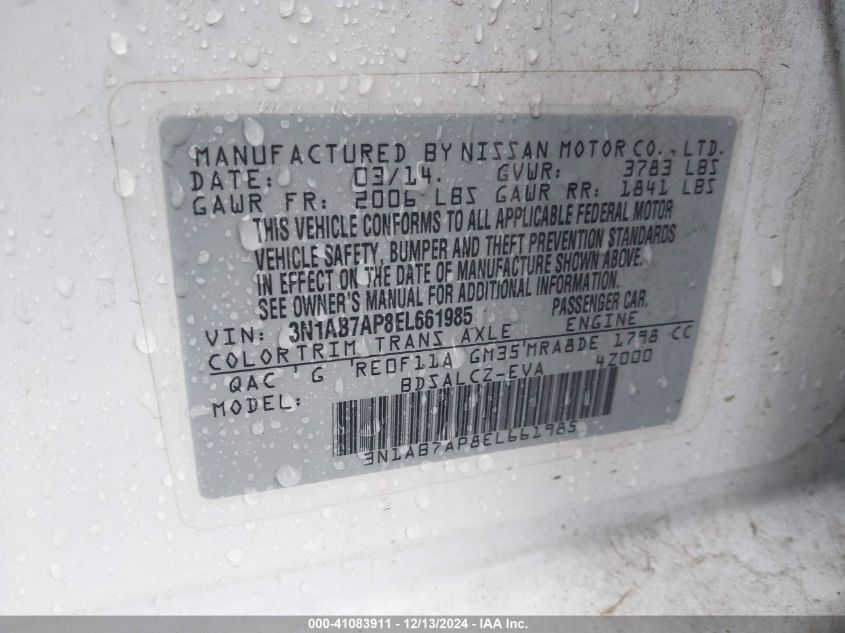 MANUFACTURED BY NISSAN MOTOR CO., LTD.
DATE: 03/14. GVWR: 3783 LBS
GAWR FR: 2006 LBS GAWR RR: 1841 LBS
THIS VEHICLE CONFORMS TO ALL APPLICABLE FEDERAL MOTOR
VEHICLE SAFETY, BUMPER AND THEFT PREVENTION STANDARDS
IN EFFECT ON THE DATE OF MANUFACTURE SHOWN ABOVE.
SEE OWNER'S MANUAL FOR ADDITIONAL INFORMATION.
VIN: 3N1AB7AP8EL661985 PASSENGER CAR.
COLOR TRIM TRANS AXLE ENGINE
QAC G RE0F11A GM35 MRA8DE 1798 CC
MODEL: BDSALCZ-EVA 4Z000
3N1AB7AP8EL661985
000-41083911 - 12/13/2024 - IAA Inc.